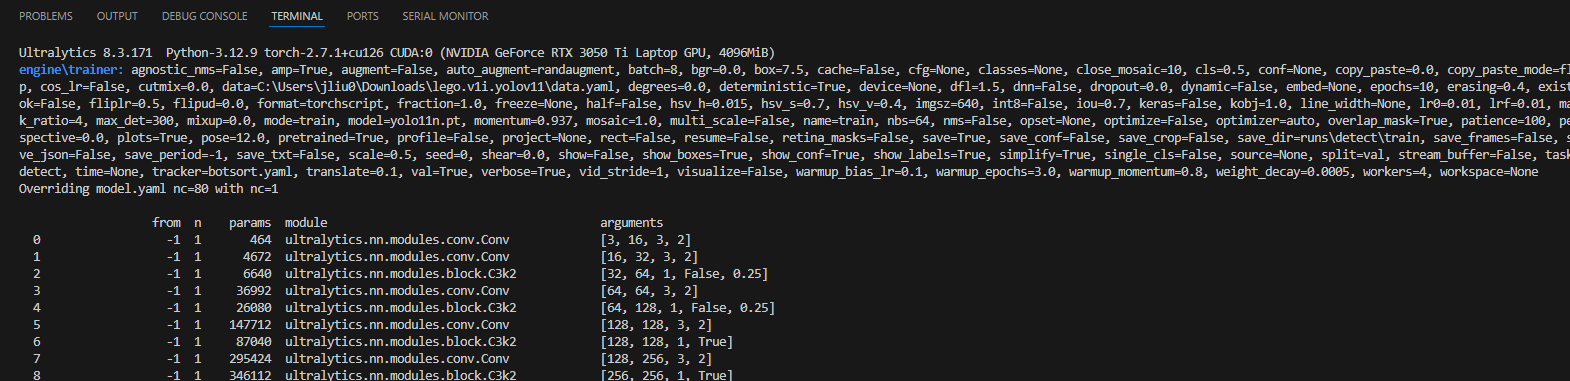 PROBLEMS OUTPUT DEBUG CONSOLE TERMINAL PORTS SERIAL MONITOR
Ultralytics 8.3.171 Python-3.12.9 torch-2.7.1+cu126 CUDA:0 (NVIDIA GeForce RTX 3050 Ti Laptop GPU, 4096MiB)
engine\trainer: agnostic_nms=False, amp=True, augment=False, auto_augment=randaugment, batch=8, bgr=0.0, box=7.5, cache=False, cfg=None, classes=None, close_mosaic=10, cls=0.5, conf=None, copy_paste=0.0, copy_paste_mode=fl
p, cos_lr=False, cutmix=0.0, data=C:\Users\jliu0\Downloads\lego.v1i.yolov11\data.yaml, degrees=0.0, deterministic=True, device=None, dfl=1.5, dnn=False, dropout=0.0, dynamic=False, embed=None, epochs=10, erasing=0.4, exist
ok=False, fliplr=0.5, flipud=0.0, format=torchscript, fraction=1.0, freeze=None, half=False, hsv_h=0.015, hsv_s=0.7, hsv_v=0.4, imgsz=640, int8=False, iou=0.7, keras=False, kobj=1.0, line_width=None, lr0=0.01, lrf=0.01, ma
k_ratio=4, max_det=300, mixup=0.0, mode=train, model=yolo11n.pt, momentum=0.937, mosaic=1.0, multi_scale=False, name=train, nbs=64, nms=False, opset=None, optimize=False, optimizer=auto, overlap_mask=True, patience=100, pe
spective=0.0, plots=True, pose=12.0, pretrained=True, profile=False, project=None, rect=False, resume=False, retina_masks=False, save=True, save_conf=False, save_crop=False, save_dir=runs\detect\train, save_frames=False, s
ve_json=False, save_period=-1, save_txt=False, scale=0.5, seed=0, shear=0.0, show=False, show_boxes=True, show_conf=True, show_labels=True, simplify=True, single_cls=False, source=None, split=val, stream_buffer=False, task
detect, time=None, tracker=botsort.yaml, translate=0.1, val=True, verbose=True, vid_stride=1, visualize=False, warmup_bias_lr=0.1, warmup_epochs=3.0, warmup_momentum=0.8, weight_decay=0.0005, workers=4, workspace=None
Overriding model.yaml nc=80 with nc=1
from n params module arguments
0 -1 1 464 ultralytics.nn.modules.conv.Conv [3, 16, 3, 2]
1 -1 1 4672 ultralytics.nn.modules.conv.Conv [16, 32, 3, 2]
2 -1 1 6640 ultralytics.nn.modules.block.C3k2 [32, 64, 1, False, 0.25]
3 -1 1 36992 ultralytics.nn.modules.conv.Conv [64, 64, 3, 2]
4 -1 1 26080 ultralytics.nn.modules.block.C3k2 [64, 128, 1, False, 0.25]
5 -1 1 147712 ultralytics.nn.modules.conv.Conv [128, 128, 3, 2]
6 -1 1 87040 ultralytics.nn.modules.block.C3k2 [128, 128, 1, True]
7 -1 1 295424 ultralytics.nn.modules.conv.Conv [128, 256, 3, 2]
8 -1 1 346112 ultralytics.nn.modules.block.C3k2 [256, 256, 1, True]